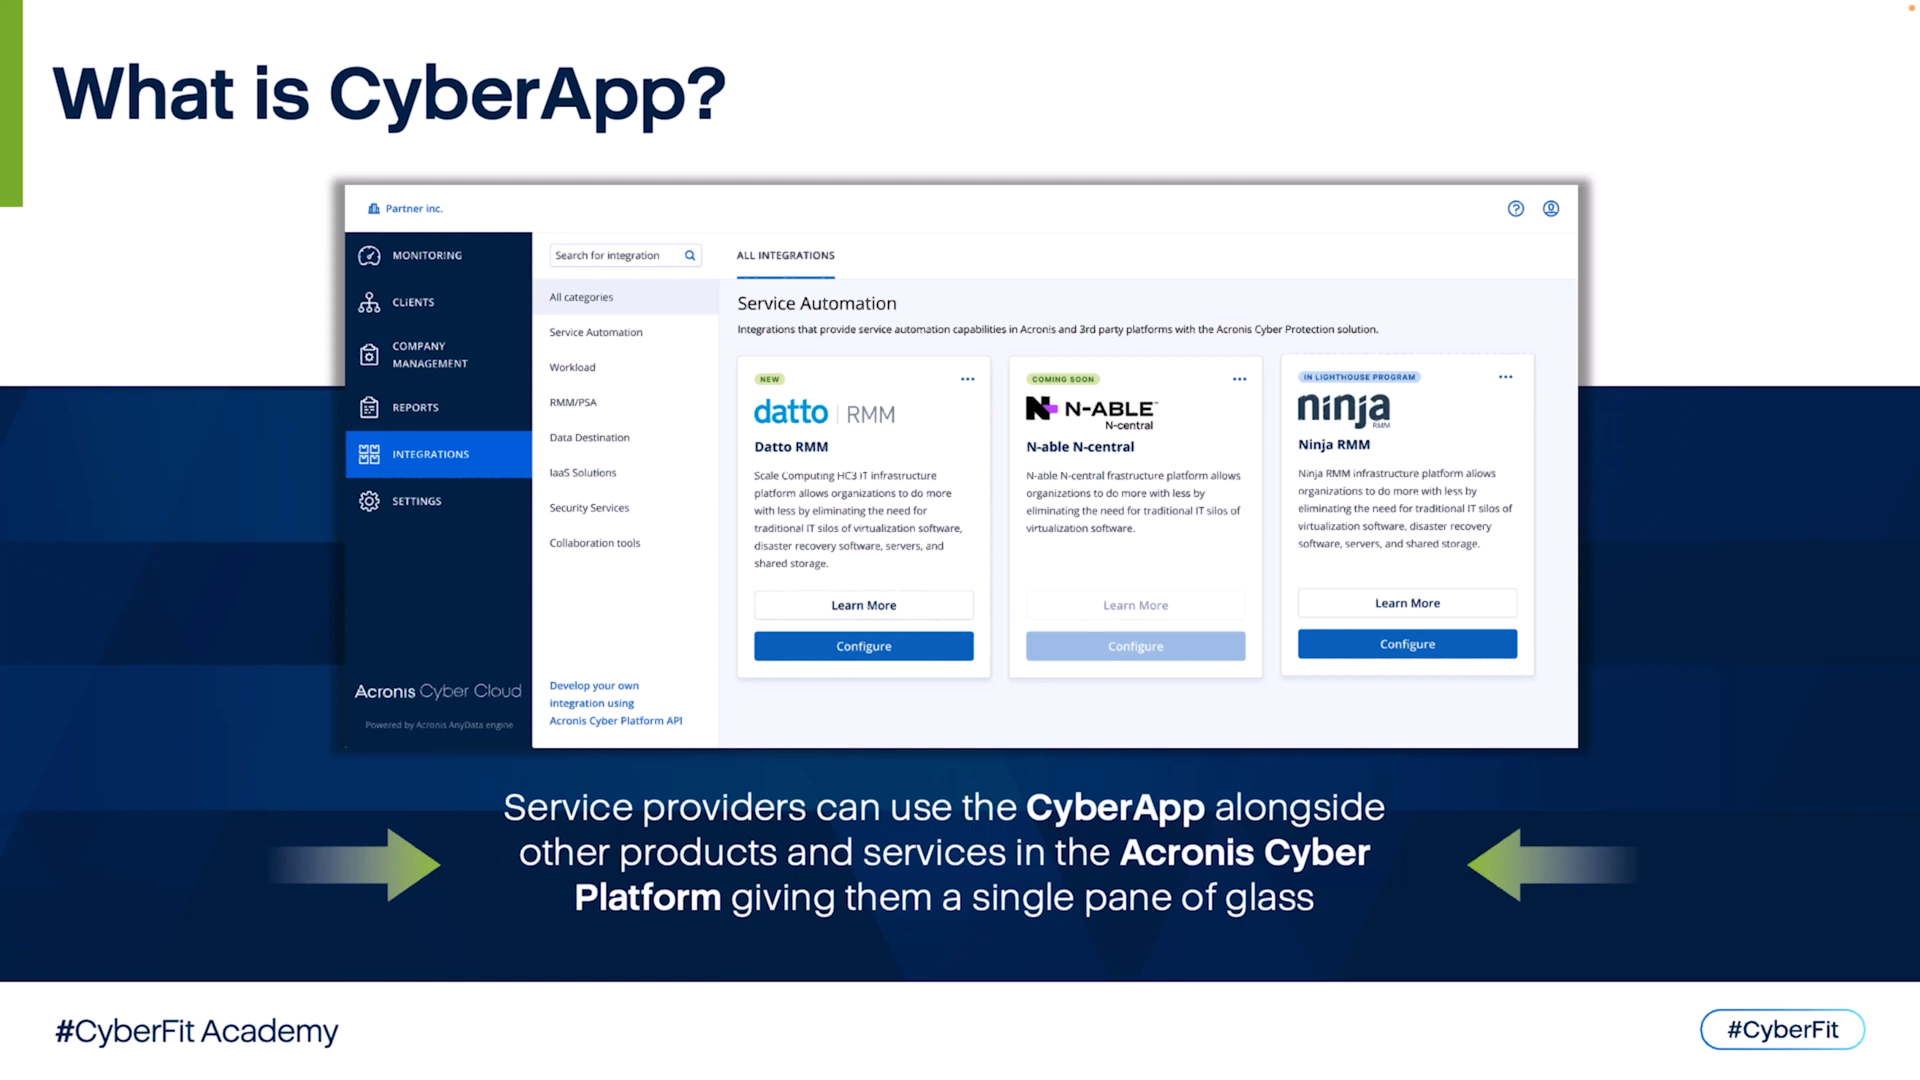 What is CyberApp?
Partner inc.
MONITORING
CLIENTS
COMPANY
MANAGEMENT
REPORTS
INTEGRATIONS
SETTINGS
Acronis Cyber Cloud
Powered by Acronis AnyData engine
Search for integration
All categories
Service Automation
Workload
RMM/PSA
Data Destination
IaaS Solutions
Security Services
Collaboration tools
Develop your own
integration using
Acronis Cyber Platform API
ALL INTEGRATIONS
Service Automation
Integrations that provide service automation capabilities in Acronis and 3rd party platforms with the Acronis Cyber Protection solution.
NEW
datto | RMM
Datto RMM
Scale Computing HC3 IT infrastructure
platform allows organizations to do more
with less by eliminating the need for
traditional IT silos of virtualization software,
disaster recovery software, servers, and
shared storage.
Learn More
Configure
COMING SOON
N-ABLE™
N-central
N-able N-central
N-able N-central frastructure platform allows
organizations to do more with less by
eliminating the need for traditional IT silos of
virtualization software.
Learn More
Configure
IN LIGHTHOUSE PROGRAM
ninja
RMM
Ninja RMM
Ninja RMM infrastructure platform allows
organizations to do more with less by
eliminating the need for traditional IT silos of
virtualization software, disaster recovery
software, servers, and shared storage.
Learn More
Configure
Service providers can use the CyberApp alongside
other products and services in the Acronis Cyber
Platform giving them a single pane of glass
#CyberFit Academy
#CyberFit